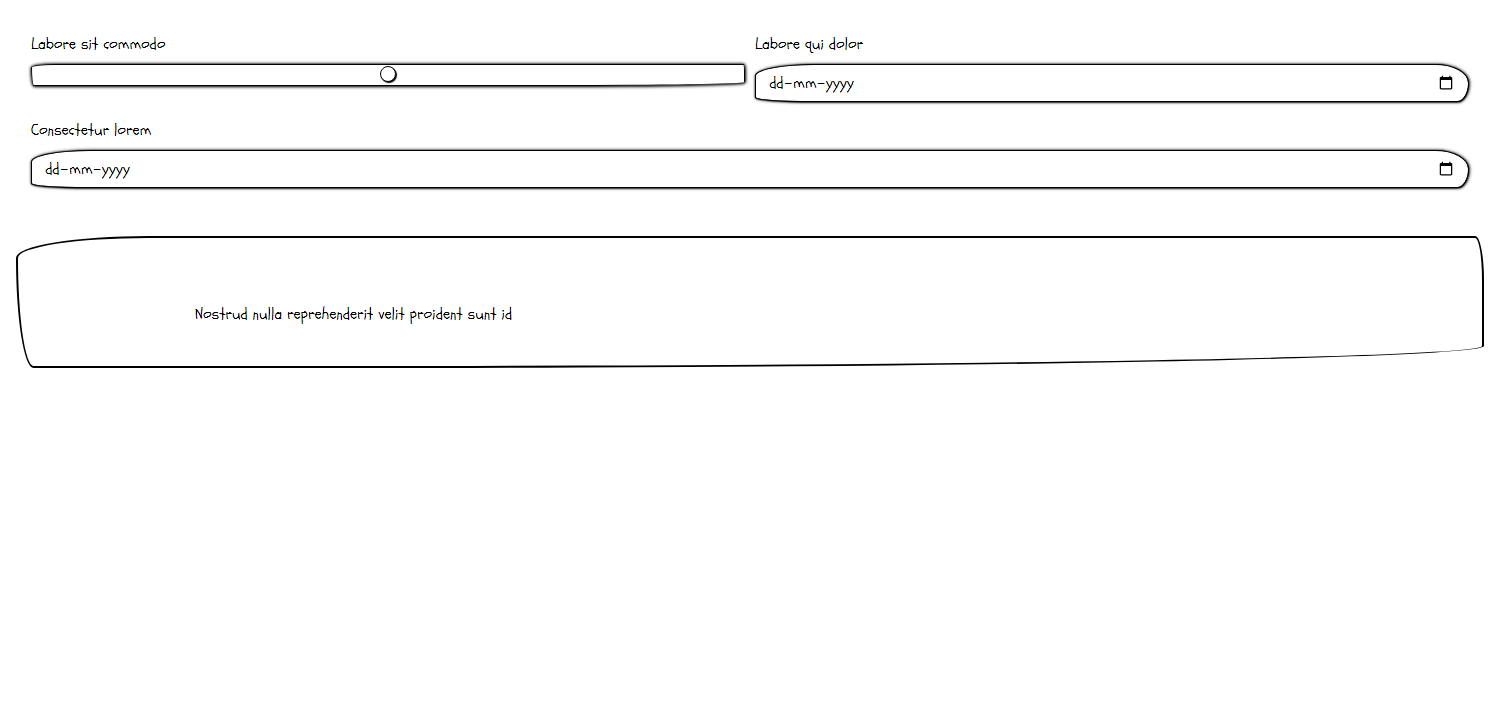 Labore sit commodo
Labore qui dolor
dd-mm-yyyy
Consectetur lorem
dd-mm-yyyy
Nostrud nulla reprehenderit velit proident sunt id